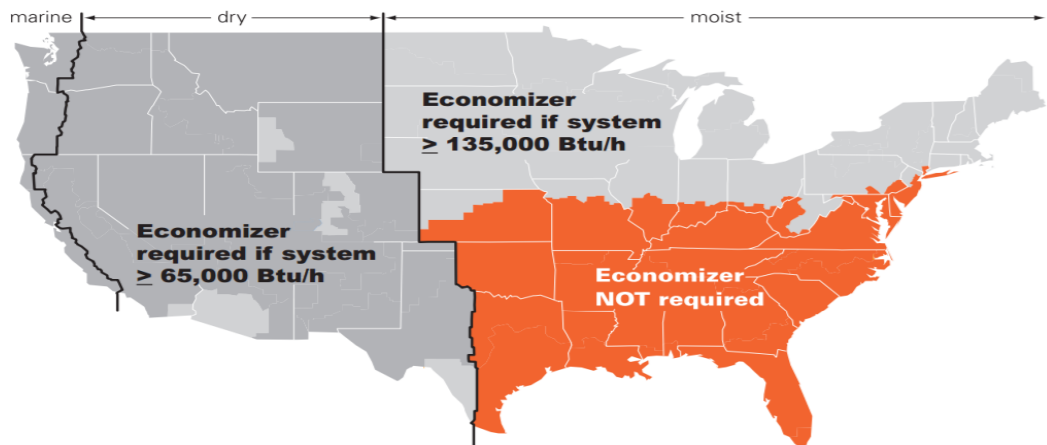 marine
dry
moist
Economizer
required if system
≥ 135,000 Btu/h
Economizer
required if system
≥ 65,000 Btu/h
Economizer
NOT required